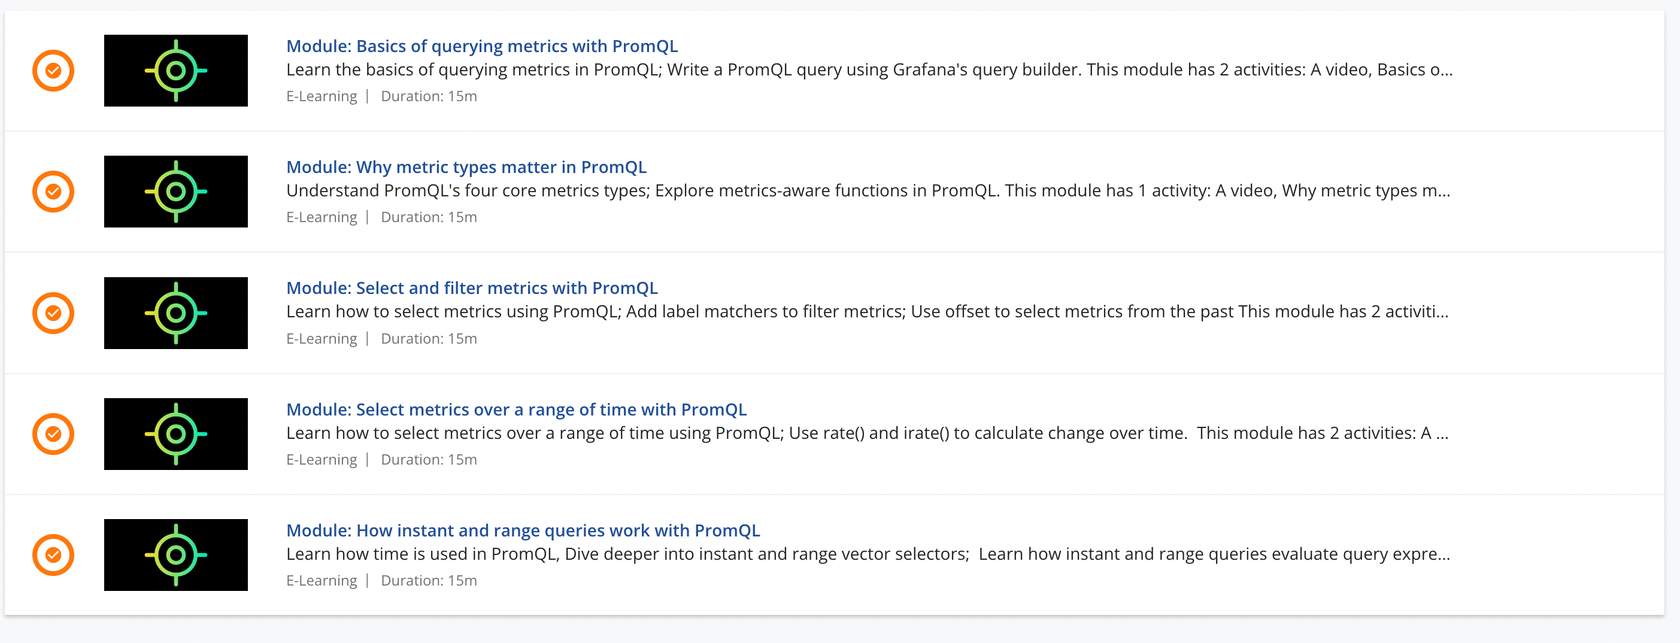 Module: Basics of querying metrics with PromQL
Learn the basics of querying metrics in PromQL; Write a PromQL query using Grafana's query builder. This module has 2 activities: A video, Basics o...
E-Learning | Duration: 15m
Module: Why metric types matter in PromQL
Understand PromQL's four core metrics types; Explore metrics-aware functions in PromQL. This module has 1 activity: A video, Why metric types m...
E-Learning | Duration: 15m
Module: Select and filter metrics with PromQL
Learn how to select metrics using PromQL; Add label matchers to filter metrics; Use offset to select metrics from the past This module has 2 activiti...
E-Learning | Duration: 15m
Module: Select metrics over a range of time with PromQL
Learn how to select metrics over a range of time using PromQL; Use rate() and irate() to calculate change over time.  This module has 2 activities: A ...
E-Learning | Duration: 15m
Module: How instant and range queries work with PromQL
Learn how time is used in PromQL, Dive deeper into instant and range vector selectors;  Learn how instant and range queries evaluate query expre...
E-Learning | Duration: 15m